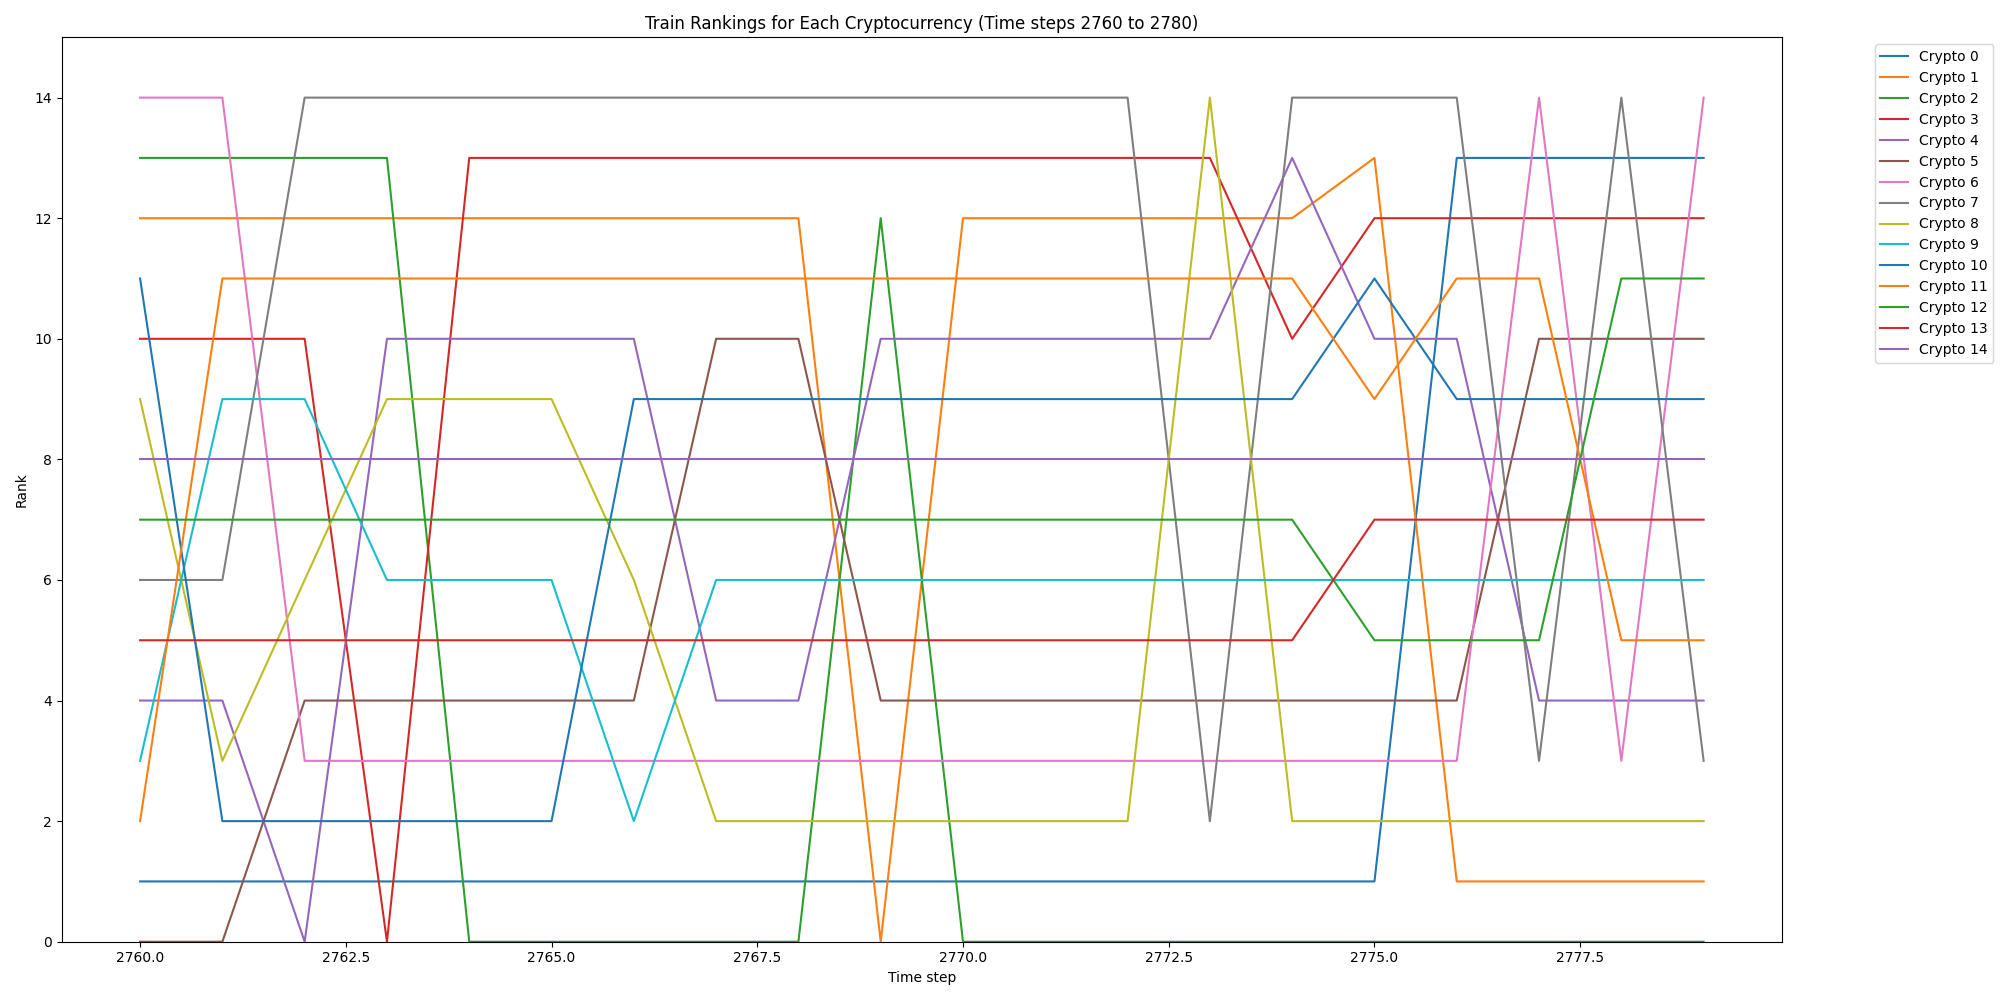 Train Rankings for Each Cryptocurrency (Time steps 2760 to 2780)
Rank
14
12
10
8
6
4
2
0
2760.0 2762.5 2765.0 2767.5 2770.0 2772.5 2775.0 2777.5
Time step
Crypto 0
Crypto 1
Crypto 2
Crypto 3
Crypto 4
Crypto 5
Crypto 6
Crypto 7
Crypto 8
Crypto 9
Crypto 10
Crypto 11
Crypto 12
Crypto 13
Crypto 14